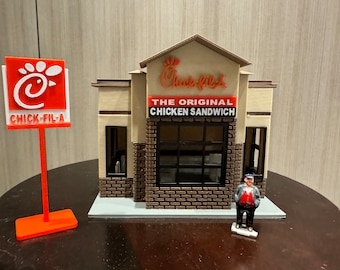 Chick-fil-A
THE ORIGINAL
CHICKEN SANDWICH
CHICK-FIL-A